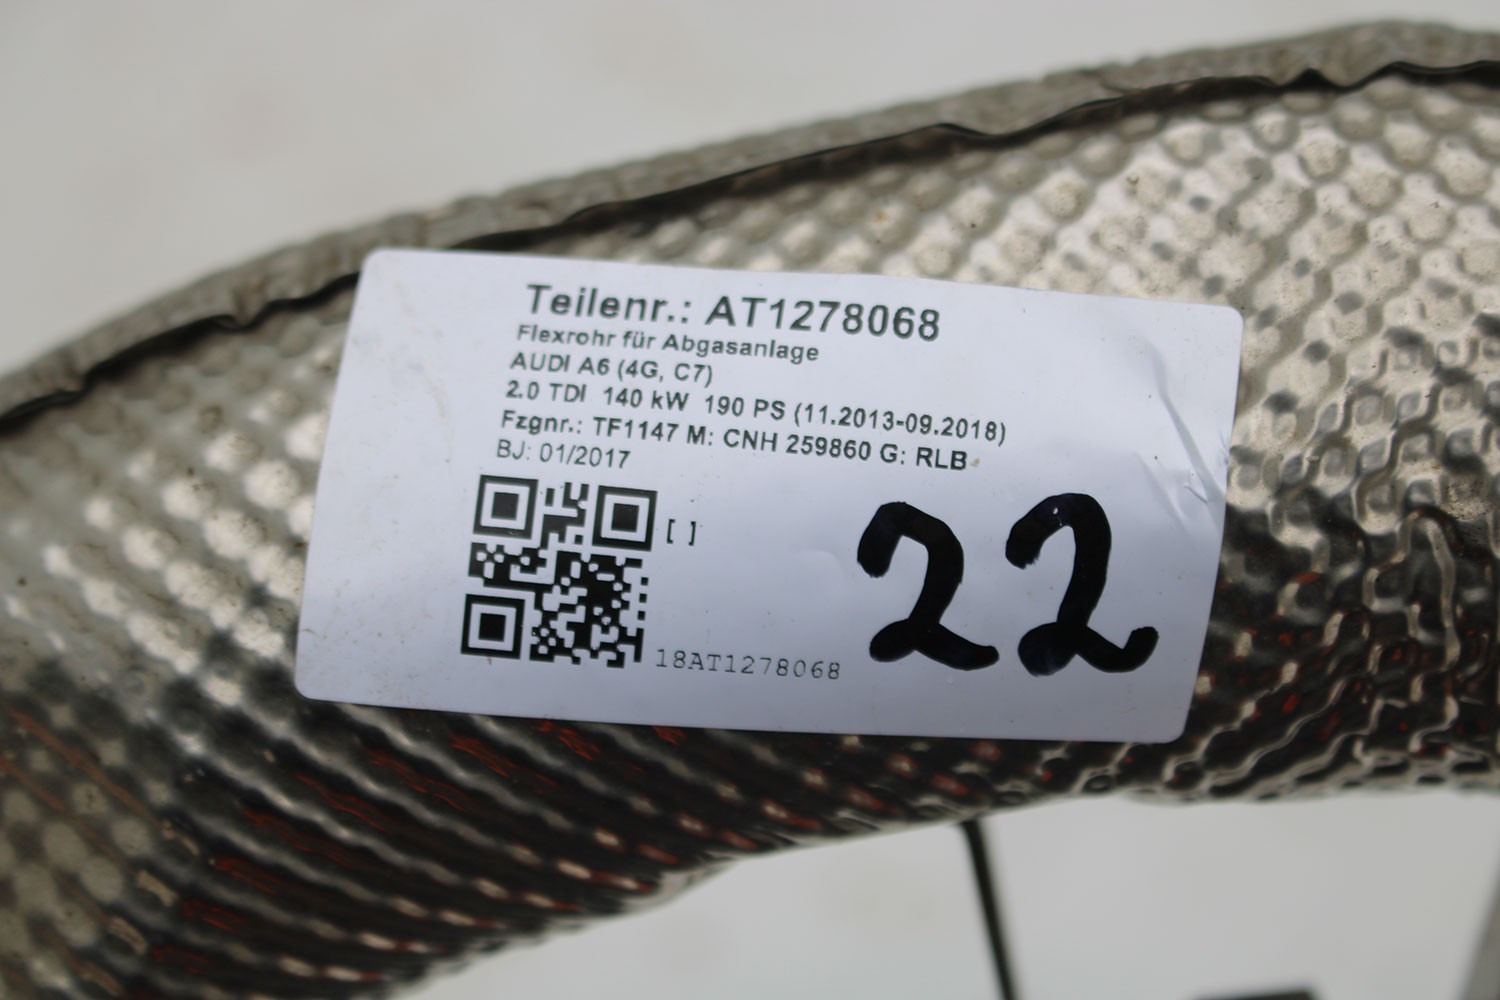 Teilenr.: AT1278068
Flexrohr für Abgasanlage
AUDI A6 (4G, C7)
2.0 TDI 140 kW 190 PS (11.2013-09.2018)
Fzgnr.: TF1147 M: CNH 259860 G: RLB
BJ: 01/2017
[ ]
22
18AT1278068